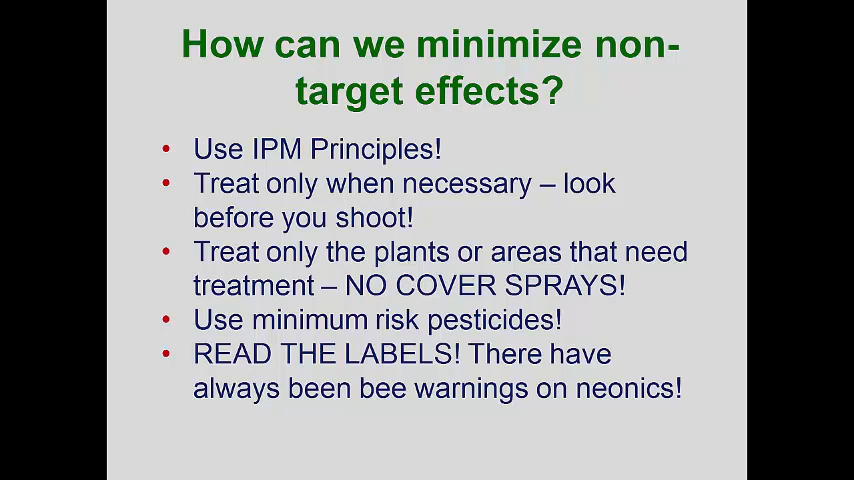 How can we minimize non-
target effects?
• Use IPM Principles!
• Treat only when necessary – look
before you shoot!
• Treat only the plants or areas that need
treatment – NO COVER SPRAYS!
• Use minimum risk pesticides!
• READ THE LABELS! There have
always been bee warnings on neonics!